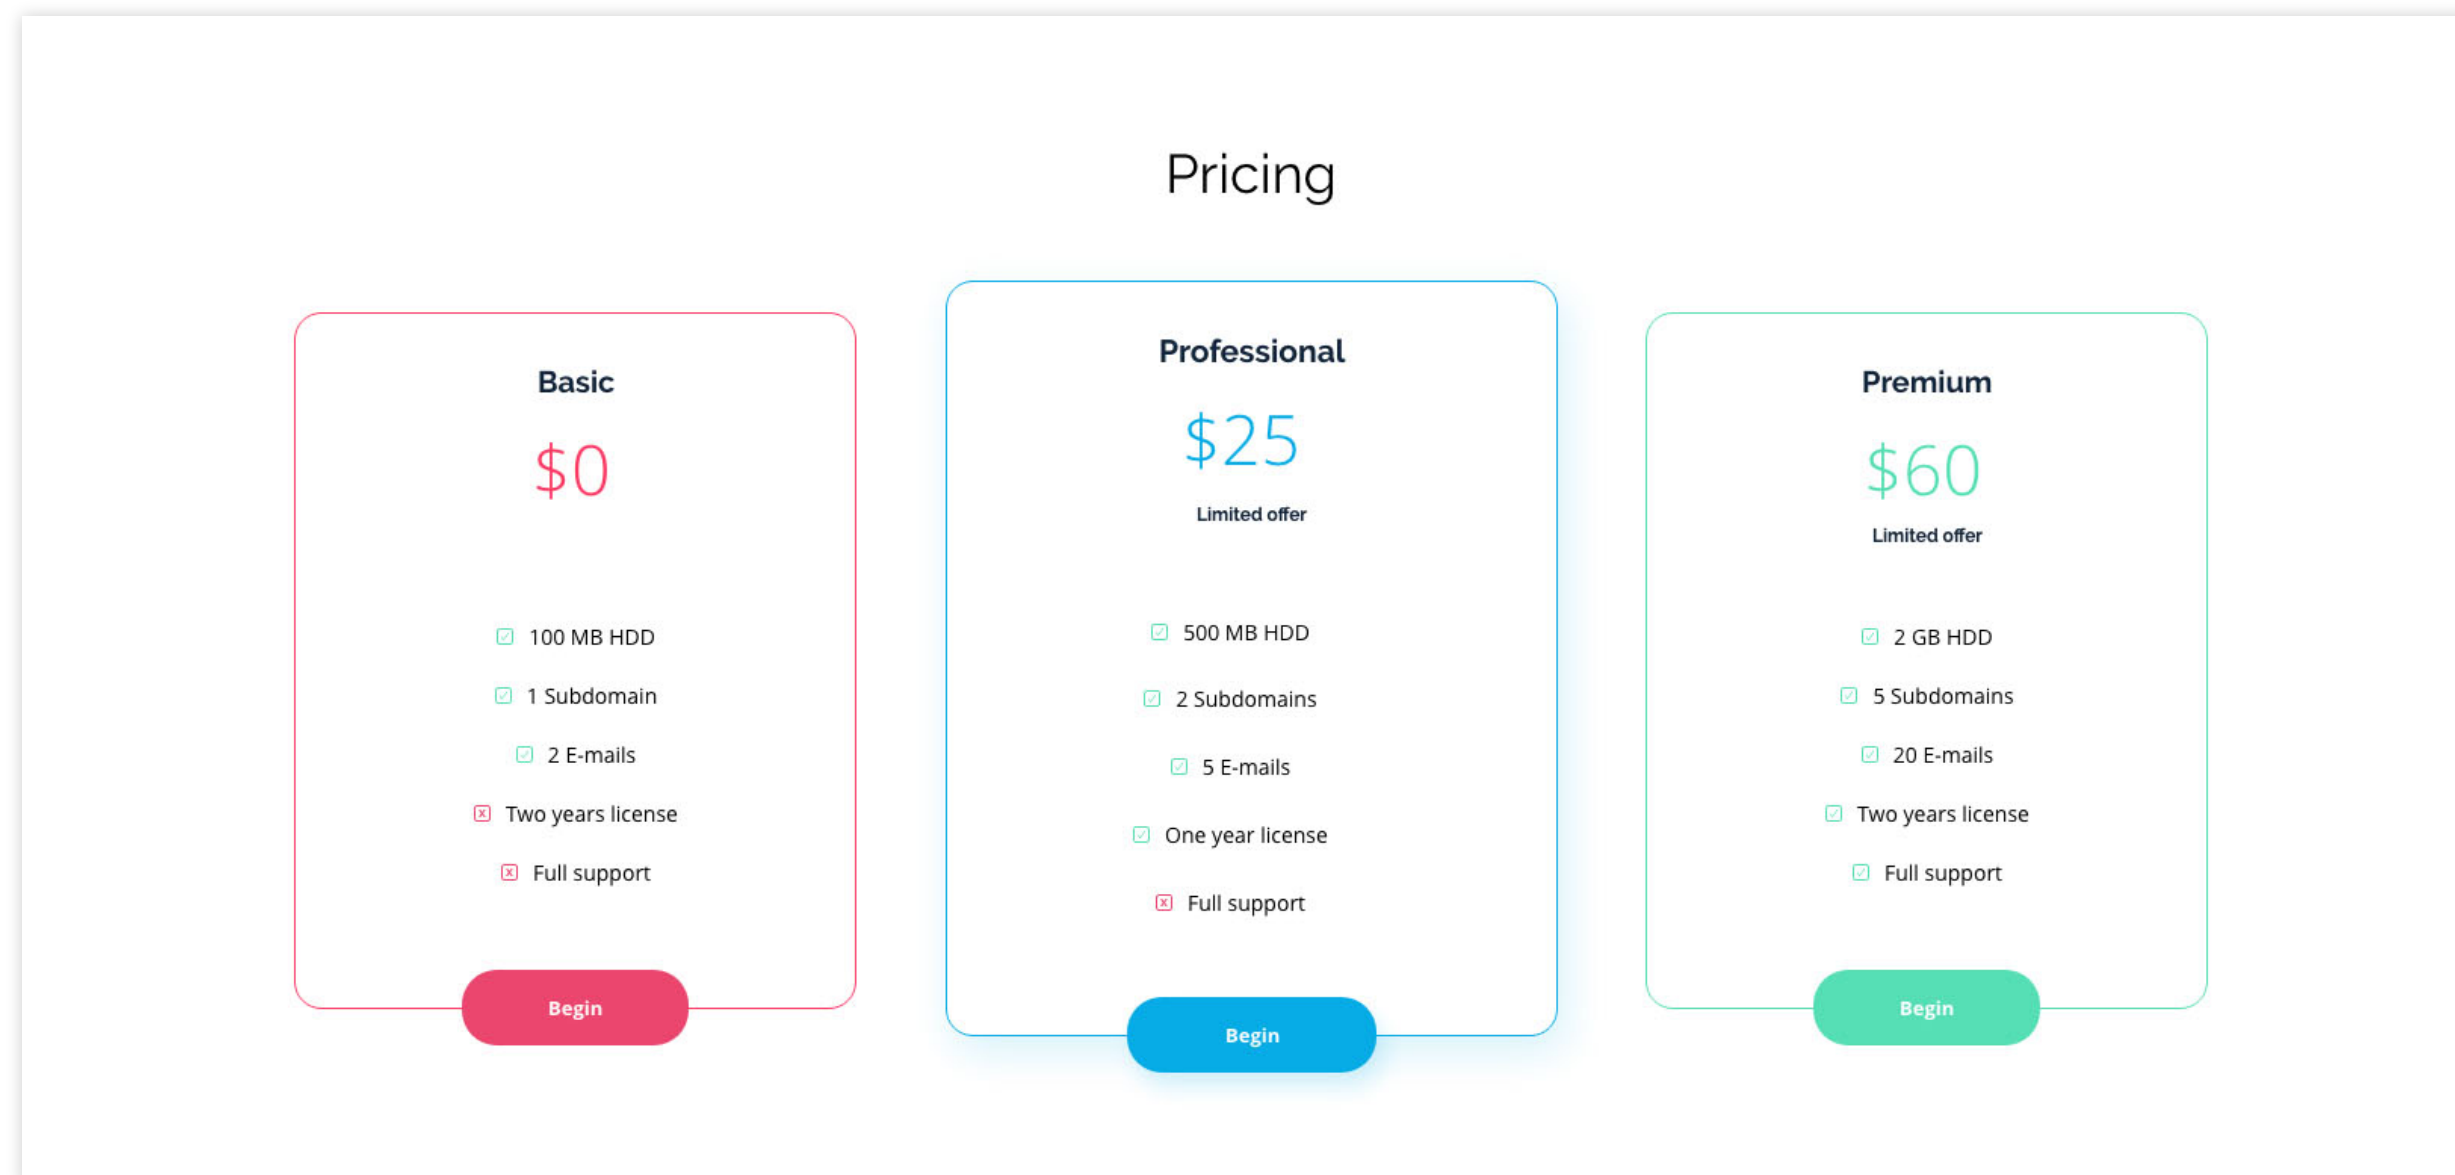 Pricing
Basic
$0
100 MB HDD
1 Subdomain
2 E-mails
Two years license
Full support
Begin
Professional
$25
Limited offer
500 MB HDD
2 Subdomains
5 E-mails
One year license
Full support
Begin
Premium
$60
Limited offer
2 GB HDD
5 Subdomains
20 E-mails
Two years license
Full support
Begin